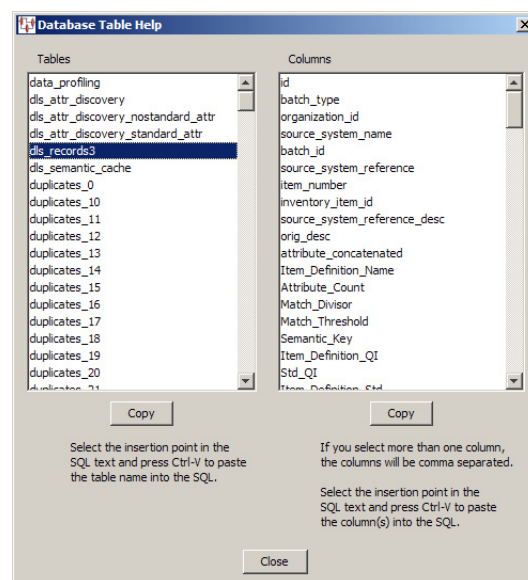 Database Table Help
Tables
data_profiling
dls_attr_discovery
dls_attr_discovery_nostandard_attr
dls_attr_discovery_standard_attr
dls_records3
dls_semantic_cache
duplicates_0
duplicates_10
duplicates_11
duplicates_12
duplicates_13
duplicates_14
duplicates_15
duplicates_16
duplicates_17
duplicates_18
duplicates_19
duplicates_20
duplicates_21
Copy
Select the insertion point in the
SQL text and press Ctrl-V to paste
the table name into the SQL.
Columns
id
batch_type
organization_id
source_system_name
batch_id
source_system_reference
item_number
inventory_item_id
source_system_reference_desc
orig_desc
attribute_concatenated
Item_Definition_Name
Attribute_Count
Match_Divisor
Match_Threshold
Semantic_Key
Item_Definition_QI
Std_QI
Item_Definition_Std
Copy
If you select more than one column,
the columns will be comma separated.
Select the insertion point in the
SQL text and press Ctrl-V to paste
the column(s) into the SQL.
Close